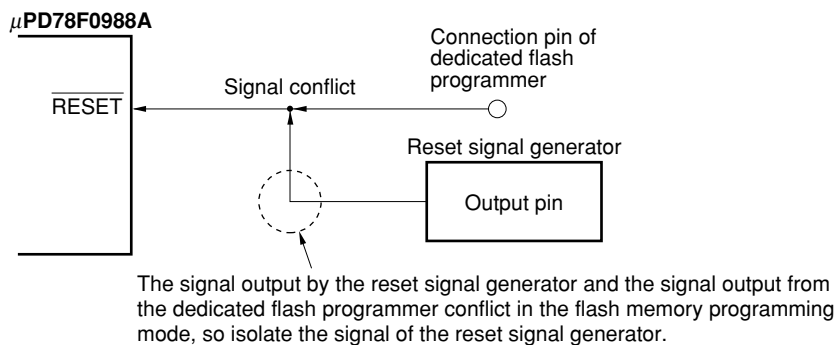 μPD78F0988A
Connection pin of
dedicated flash
programmer
Signal conflict
RESET
Reset signal generator
Output pin
The signal output by the reset signal generator and the signal output from
the dedicated flash programmer conflict in the flash memory programming
mode, so isolate the signal of the reset signal generator.